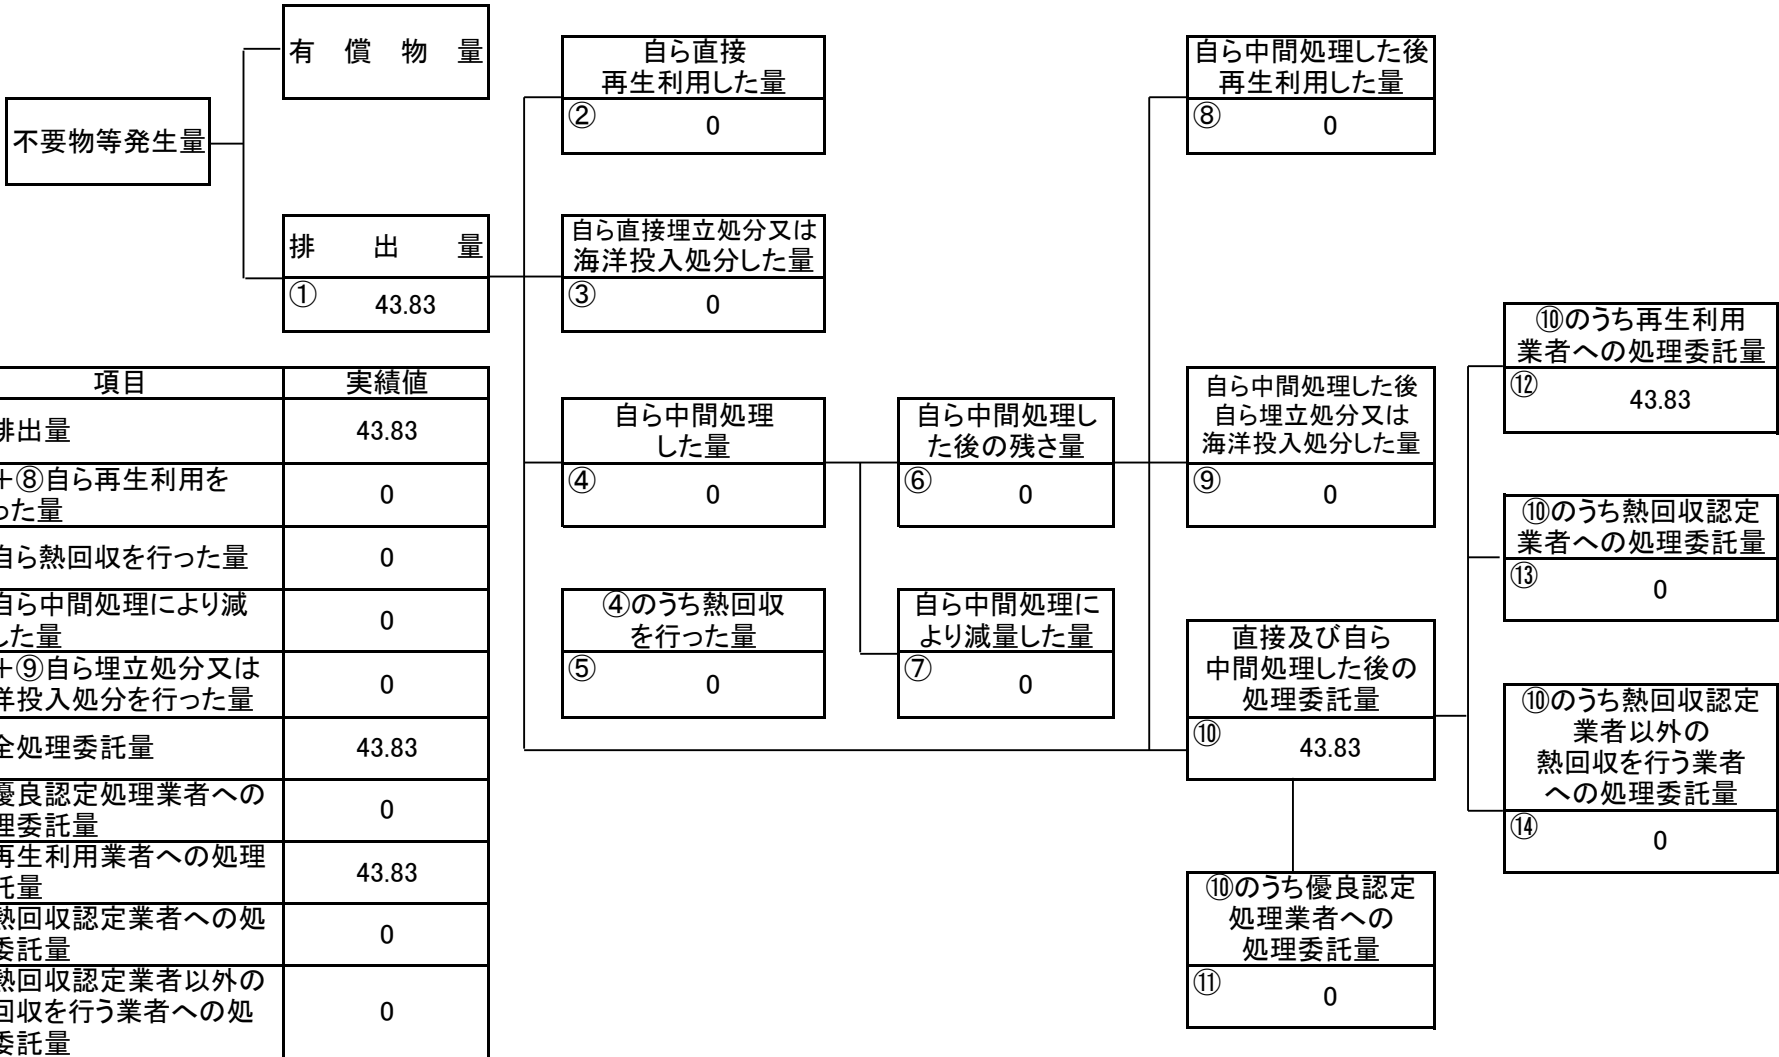 有償物量
不要物等発生量
排出量
①
43.83
自ら直接
再生利用した量
②
0
自ら直接埋立処分又は
海洋投入処分した量
③
0
自ら中間処理
した量
④
0
④のうち熱回収
を行った量
⑤
0
自ら中間処理し
た後の残さ量
⑥
0
自ら中間処理に
より減量した量
⑦
0
自ら中間処理した後
再生利用した量
⑧
0
自ら中間処理した後
自ら埋立処分又は
海洋投入処分した量
⑨
0
直接及び自ら
中間処理した後の
処理委託量
⑩
43.83
⑩のうち優良認定
処理業者への
処理委託量
⑪
0
⑩のうち再生利用
業者への処理委託量
⑫
43.83
⑩のうち熱回収認定
業者への処理委託量
⑬
0
⑩のうち熱回収認定
業者以外の
熱回収を行う業者
への処理委託量
⑭
0
項目 実績値
排出量 43.83
+⑧自ら再生利用を
った量
0
自ら熱回収を行った量 0
自ら中間処理により減
した量
0
+⑨自ら埋立処分又は
洋投入処分を行った量
0
全処理委託量 43.83
優良認定処理業者への
理委託量
0
再生利用業者への処理
託量
43.83
熱回収認定業者への処
委託量
0
熱回収認定業者以外の
回収を行う業者への処
委託量
0